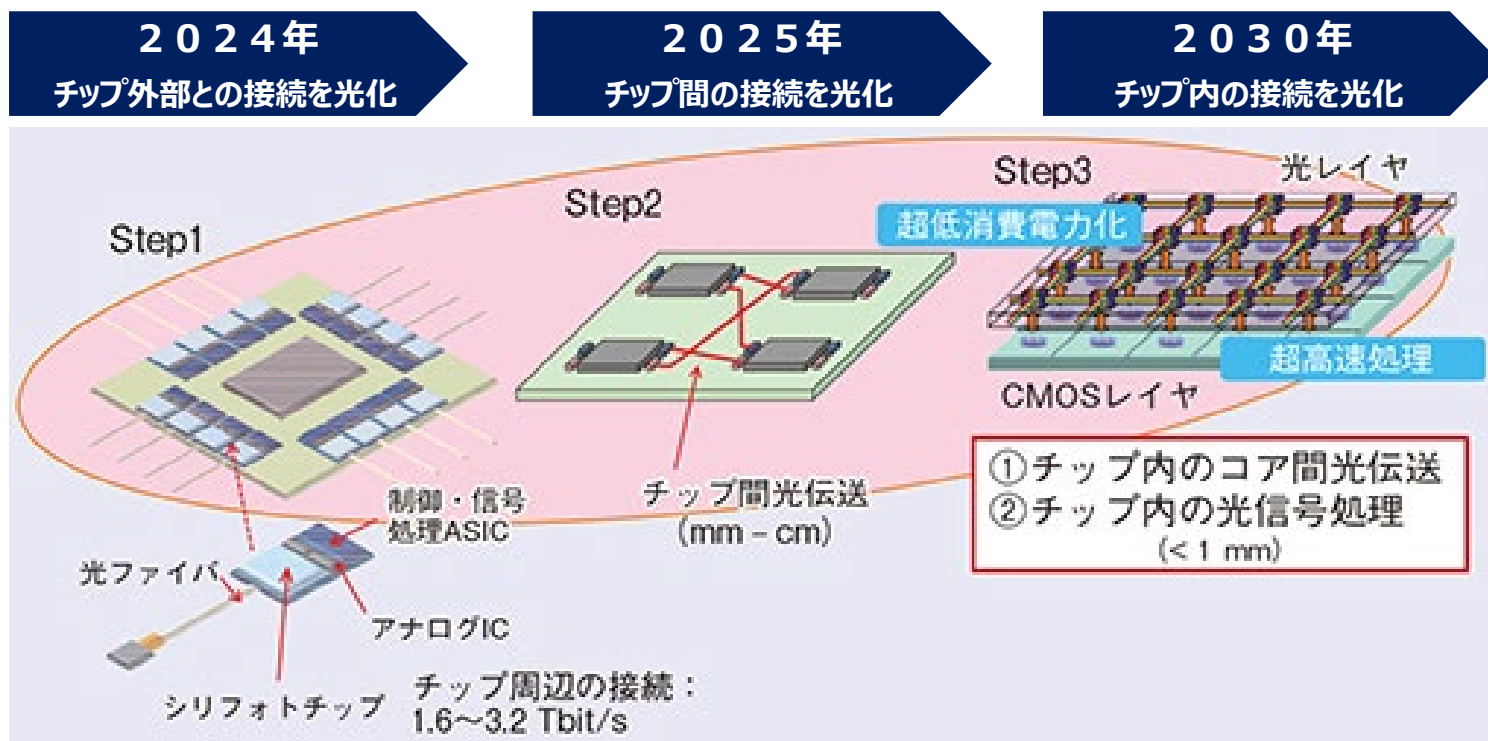 ２０２４年
チップ外部との接続を光化
２０２５年
チップ間の接続を光化
２０３０年
チップ内の接続を光化
Step1
Step2
Step3
光レイヤ
超低消費電力化
超高速処理
CMOSレイヤ
①チップ内のコア間光伝送
②チップ内の光信号処理
(< 1 mm)
チップ間光伝送
(mm – cm)
制御・信号
処理ASIC
光ファイバ
アナログIC
シリフォトチップ
チップ周辺の接続：
1.6～3.2 Tbit/s